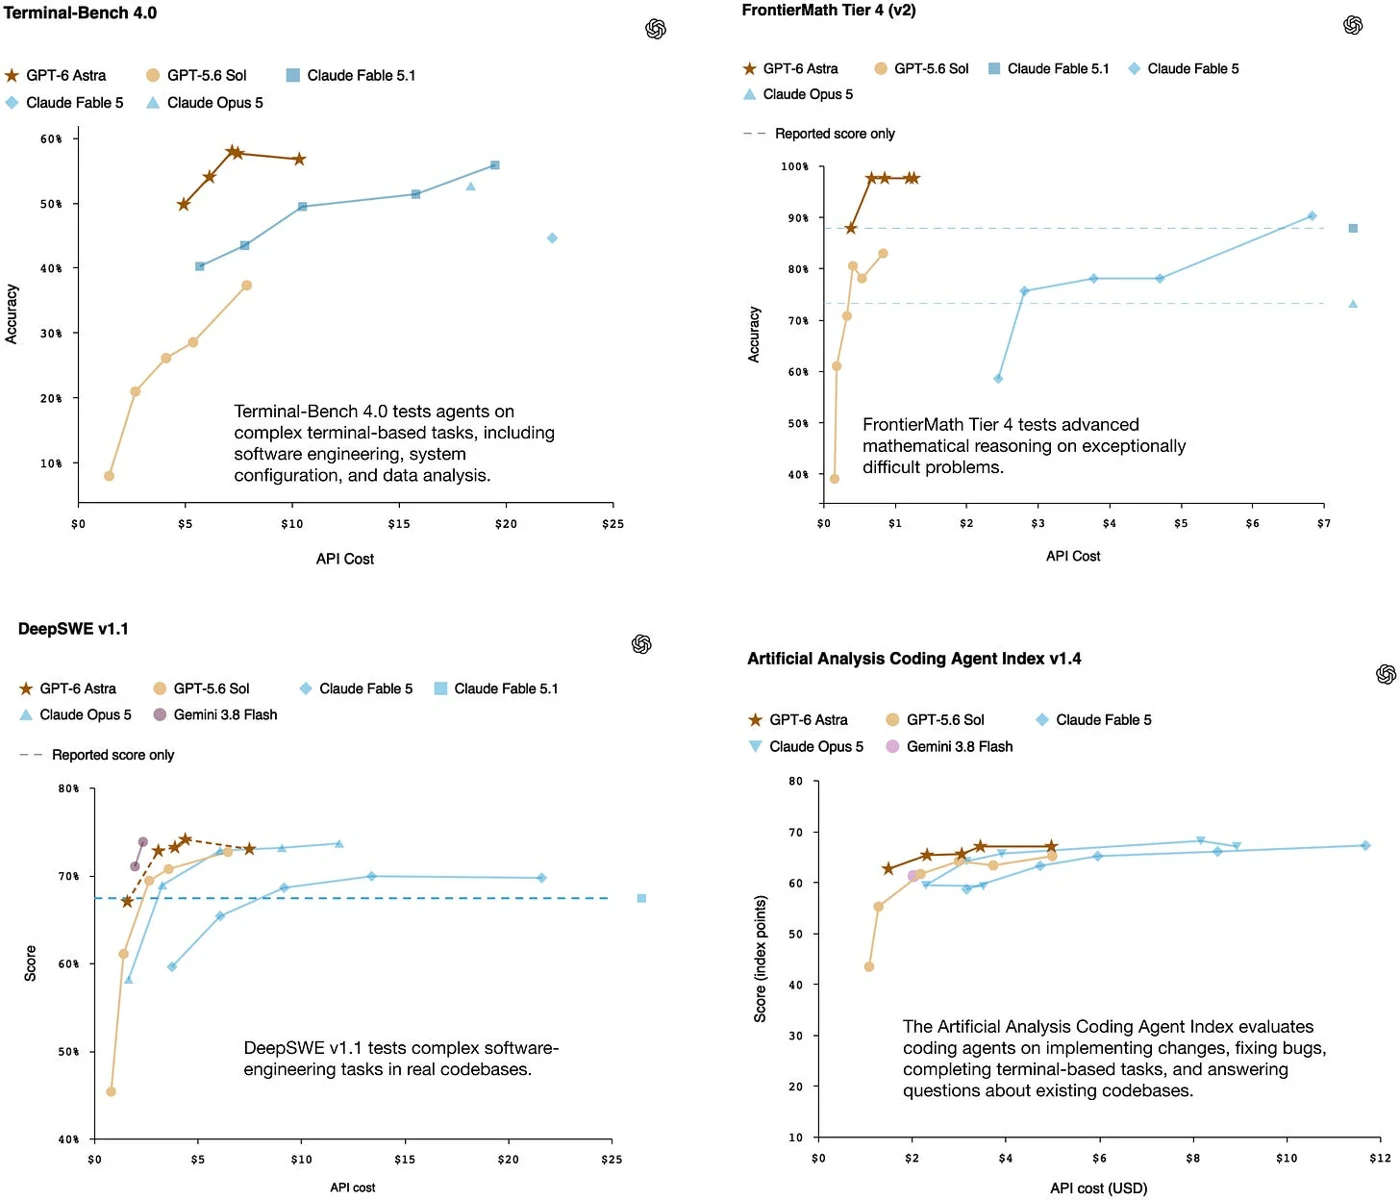 Terminal-Bench 4.0
GPT-6 Astra
GPT-5.6 Sol
Claude Fable 5.1
Claude Fable 5
Claude Opus 5
60%
50%
40%
30%
20%
10%
Accuracy
Terminal-Bench 4.0 tests agents on
complex terminal-based tasks, including
software engineering, system
configuration, and data analysis.
$0
$5
$10
$15
$20
$25
API Cost
FrontierMath Tier 4 (v2)
GPT-6 Astra
GPT-5.6 Sol
Claude Fable 5.1
Claude Fable 5
Claude Opus 5
Reported score only
100%
90%
80%
70%
60%
50%
40%
Accuracy
FrontierMath Tier 4 tests advanced
mathematical reasoning on exceptionally
difficult problems.
$0
$1
$2
$3
$4
$5
$6
$7
API Cost
DeepSWE v1.1
GPT-6 Astra
GPT-5.6 Sol
Claude Fable 5
Claude Fable 5.1
Claude Opus 5
Gemini 3.8 Flash
Reported score only
80%
70%
60%
50%
40%
Score
DeepSWE v1.1 tests complex software-
engineering tasks in real codebases.
$0
$5
$10
$15
$20
$25
API cost
Artificial Analysis Coding Agent Index v1.4
GPT-6 Astra
GPT-5.6 Sol
Claude Fable 5
Claude Opus 5
Gemini 3.8 Flash
80
70
60
50
40
30
20
10
Score (index points)
The Artificial Analysis Coding Agent Index evaluates
coding agents on implementing changes, fixing bugs,
completing terminal-based tasks, and answering
questions about existing codebases.
$0
$2
$4
$6
$8
$10
$12
API cost (USD)